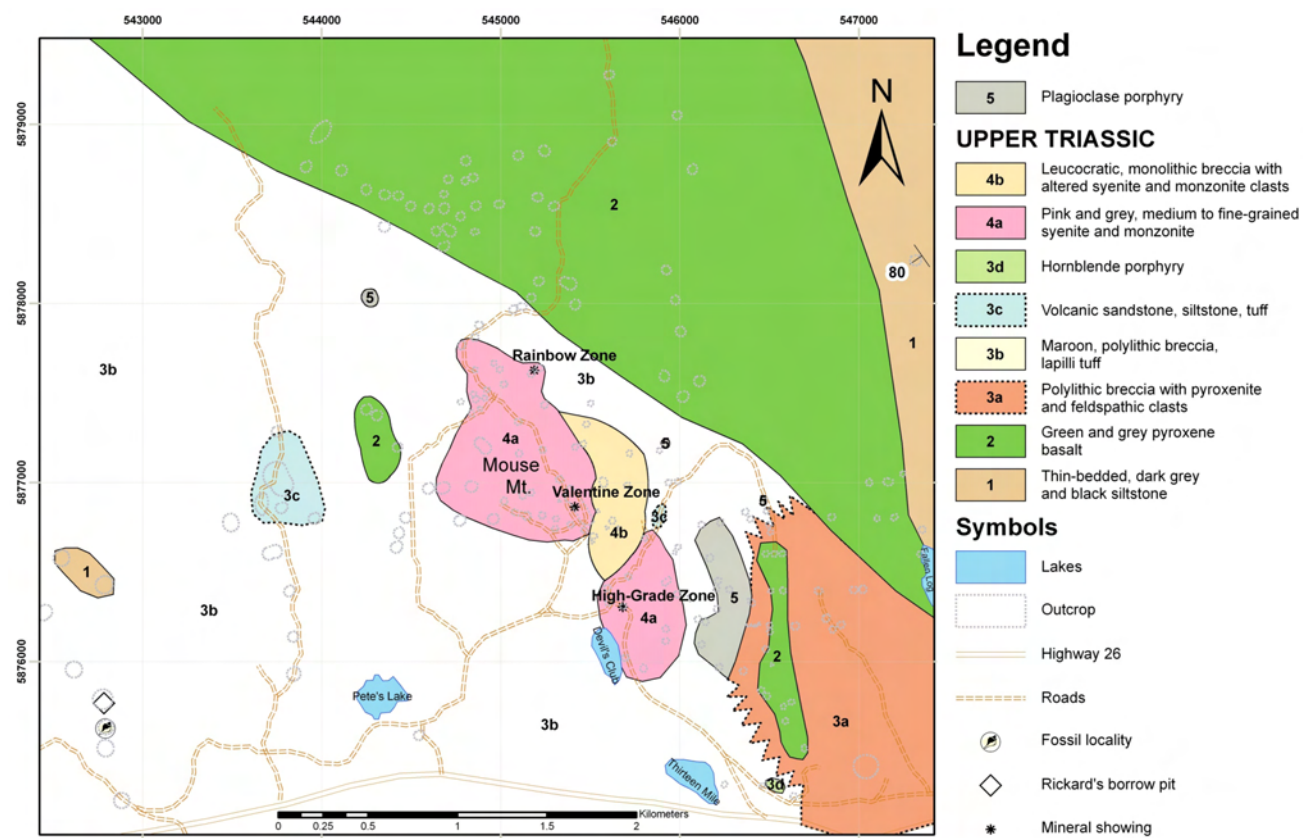 543000 544000 545000 546000 547000
5879000
5878000
5877000
5876000
N
2
80
5
1
3b
Rainbow Zone
3b
2
4a
5
Mouse
Mt.
3c
Valentine Zone
5
3c
4b
1
High-Grade Zone
5
4a
3b
Fallen Log
Devil's Club
2
Pete's Lake
3b
3a
Thirteen Mile
3d
Kilometers
0 0.25 0.5 1 1.5 2
Legend
5 Plagioclase porphyry
UPPER TRIASSIC
4b Leucocratic, monolithic breccia with
altered syenite and monzonite clasts
4a Pink and grey, medium to fine-grained
syenite and monzonite
3d Hornblende porphyry
3c Volcanic sandstone, siltstone, tuff
3b Maroon, polylithic breccia,
lapilli tuff
3a Polylithic breccia with pyroxenite
and feldspathic clasts
2 Green and grey pyroxene
basalt
1 Thin-bedded, dark grey
and black siltstone
Symbols
Lakes
Outcrop
Highway 26
Roads
Fossil locality
Rickard's borrow pit
Mineral showing